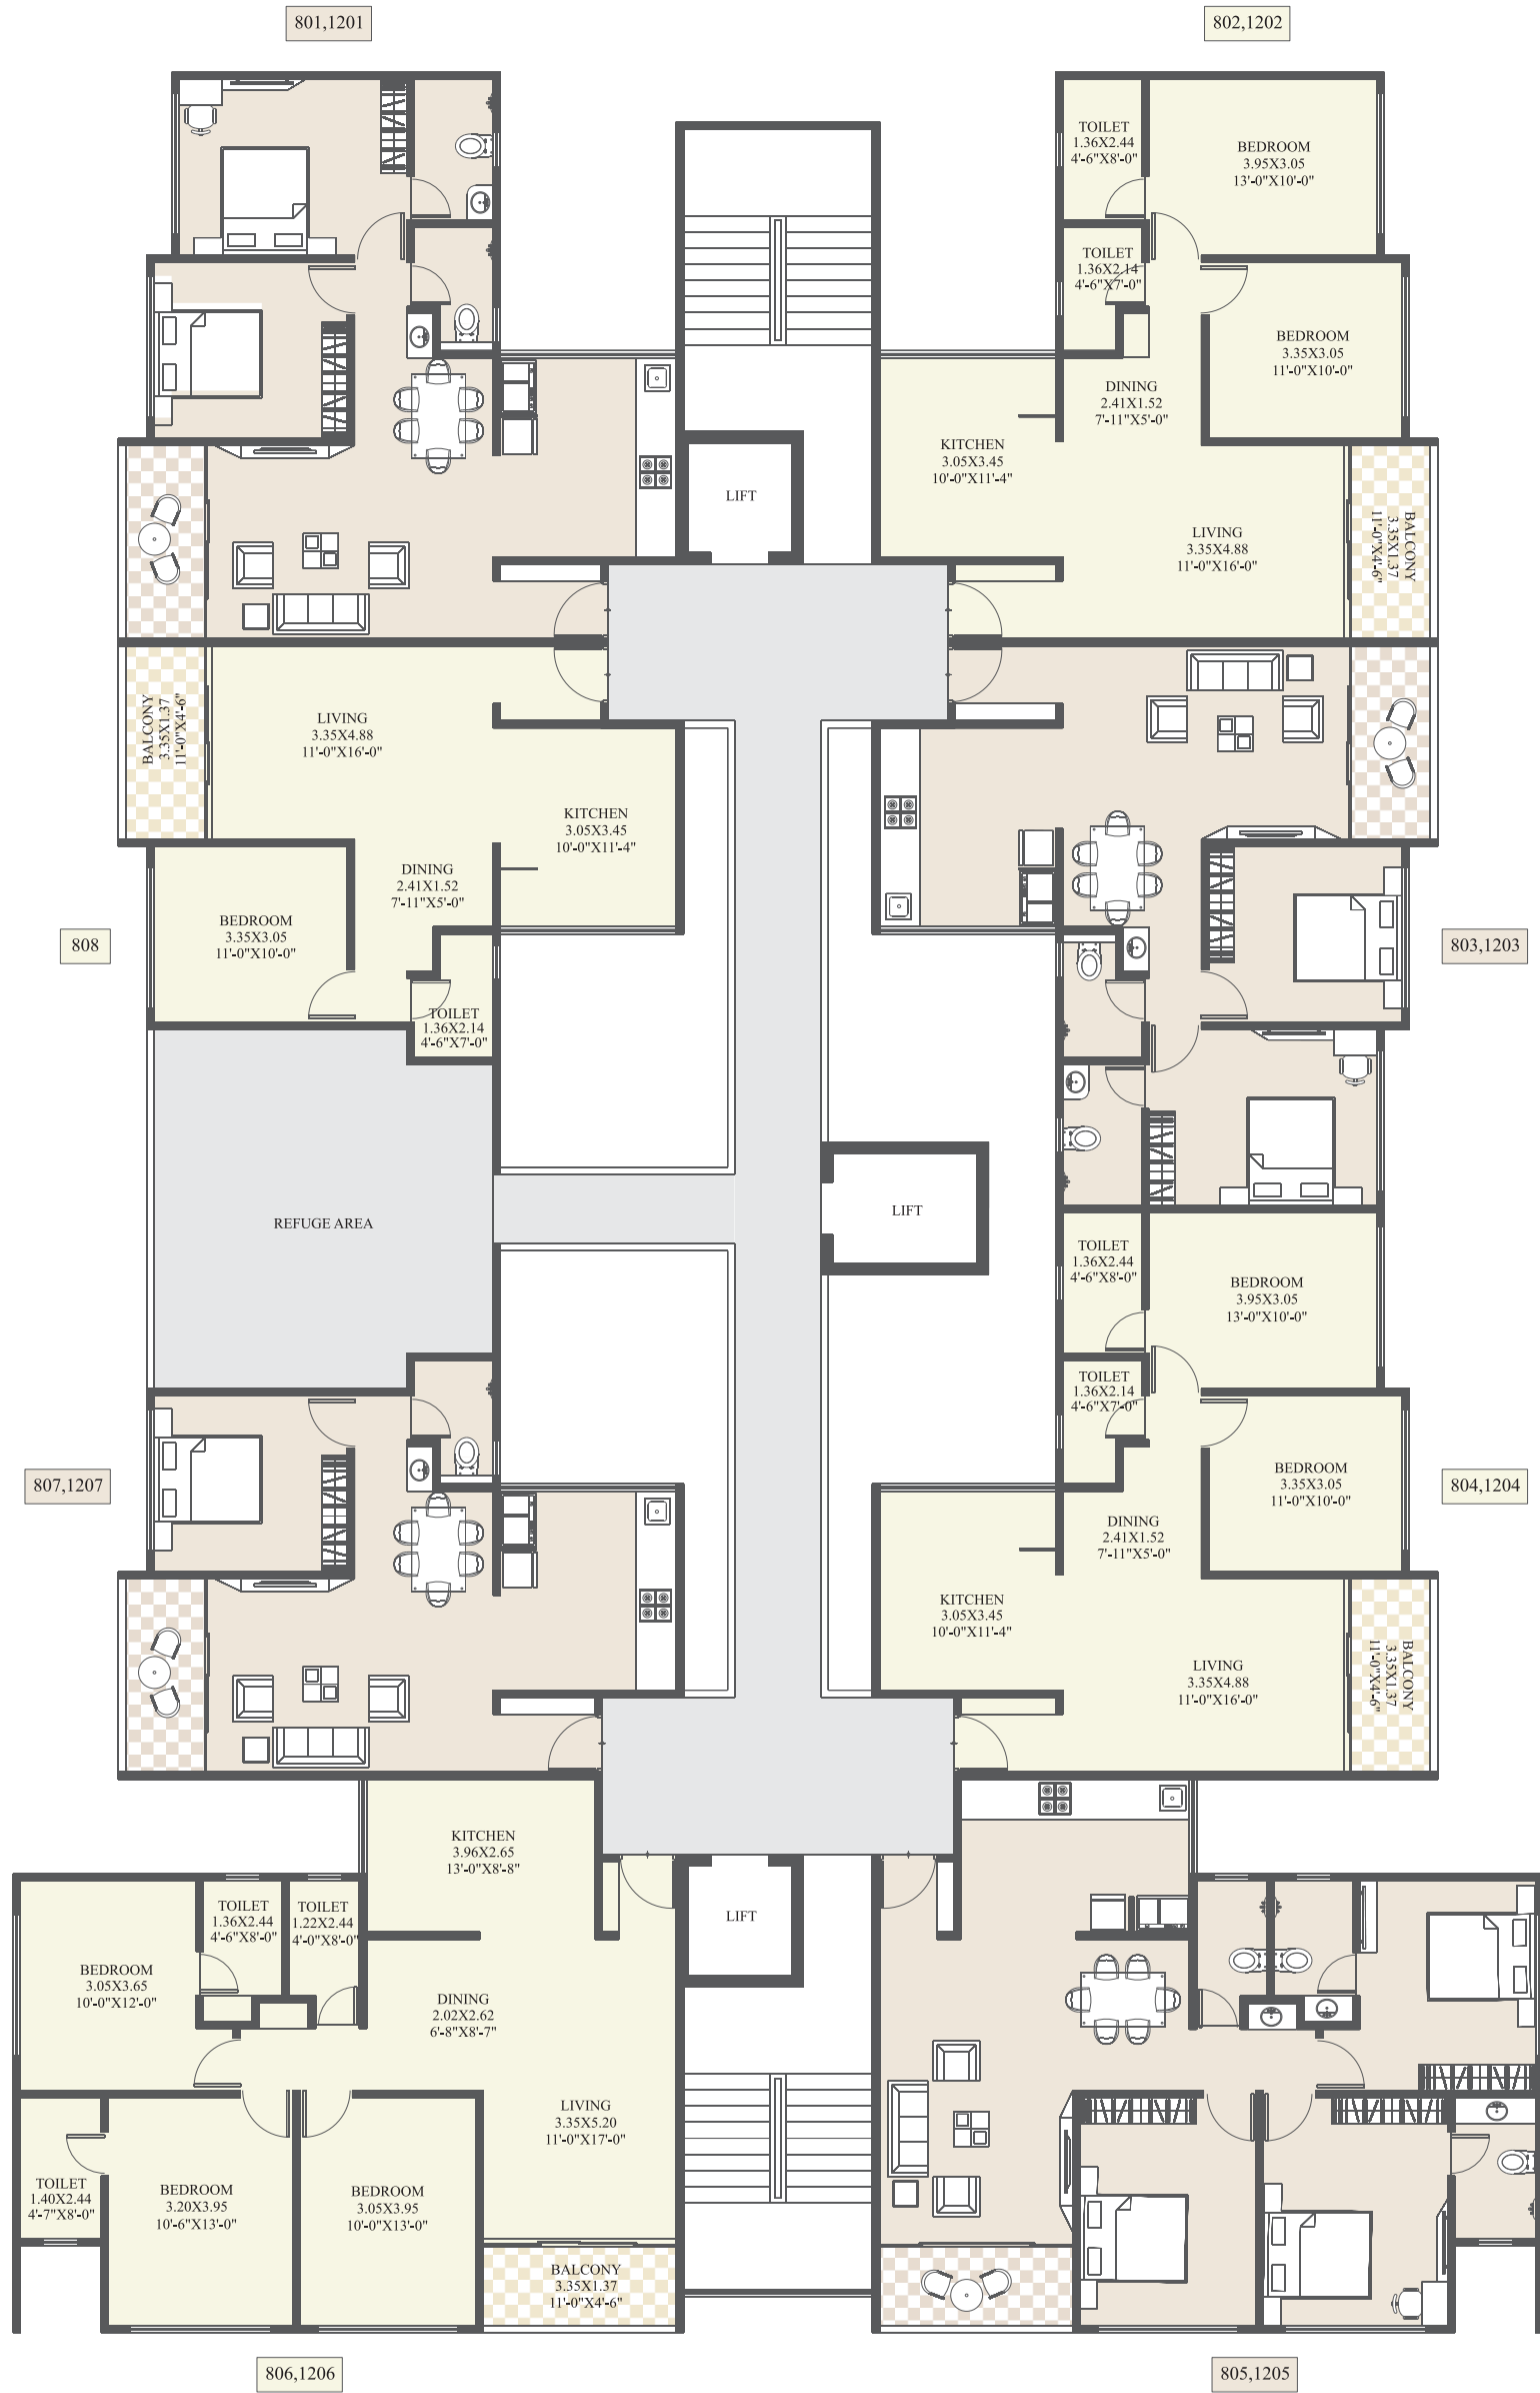 801,1201
802,1202
TOILET
1.36X2.44
4'-6"X8'-0"
BEDROOM
3.95X3.05
13'-0"X10'-0"
TOILET
1.36X2.14
4'-6"X7'-0"
BEDROOM
3.35X3.05
11'-0"X10'-0"
DINING
2.41X1.52
7'-11"X5'-0"
KITCHEN
3.05X3.45
10'-0"X11'-4"
LIFT
LIVING
3.35X4.88
11'-0"X16'-0"
BALCONY
3.35X1.37
11'-0"X4'-6"
BALCONY
3.35X1.37
11'-0"X4'-6"
LIVING
3.35X4.88
11'-0"X16'-0"
KITCHEN
3.05X3.45
10'-0"X11'-4"
DINING
2.41X1.52
7'-11"X5'-0"
BEDROOM
3.35X3.05
11'-0"X10'-0"
808
803,1203
TOILET
1.36X2.14
4'-6"X7'-0"
REFUGE AREA
LIFT
TOILET
1.36X2.44
4'-6"X8'-0"
BEDROOM
3.95X3.05
13'-0"X10'-0"
TOILET
1.36X2.14
4'-6"X7'-0"
BEDROOM
3.35X3.05
11'-0"X10'-0"
807,1207
804,1204
DINING
2.41X1.52
7'-11"X5'-0"
KITCHEN
3.05X3.45
10'-0"X11'-4"
LIVING
3.35X4.88
11'-0"X16'-0"
BALCONY
3.35X1.37
11'-0"X4'-6"
KITCHEN
3.96X2.65
13'-0"X8'-8"
TOILET
1.36X2.44
4'-6"X8'-0"
TOILET
1.22X2.44
4'-0"X8'-0"
LIFT
BEDROOM
3.05X3.65
10'-0"X12'-0"
DINING
2.02X2.62
6'-8"X8'-7"
LIVING
3.35X5.20
11'-0"X17'-0"
TOILET
1.40X2.44
4'-7"X8'-0"
BEDROOM
3.20X3.95
10'-6"X13'-0"
BEDROOM
3.05X3.95
10'-0"X13'-0"
BALCONY
3.35X1.37
11'-0"X4'-6"
806,1206
805,1205